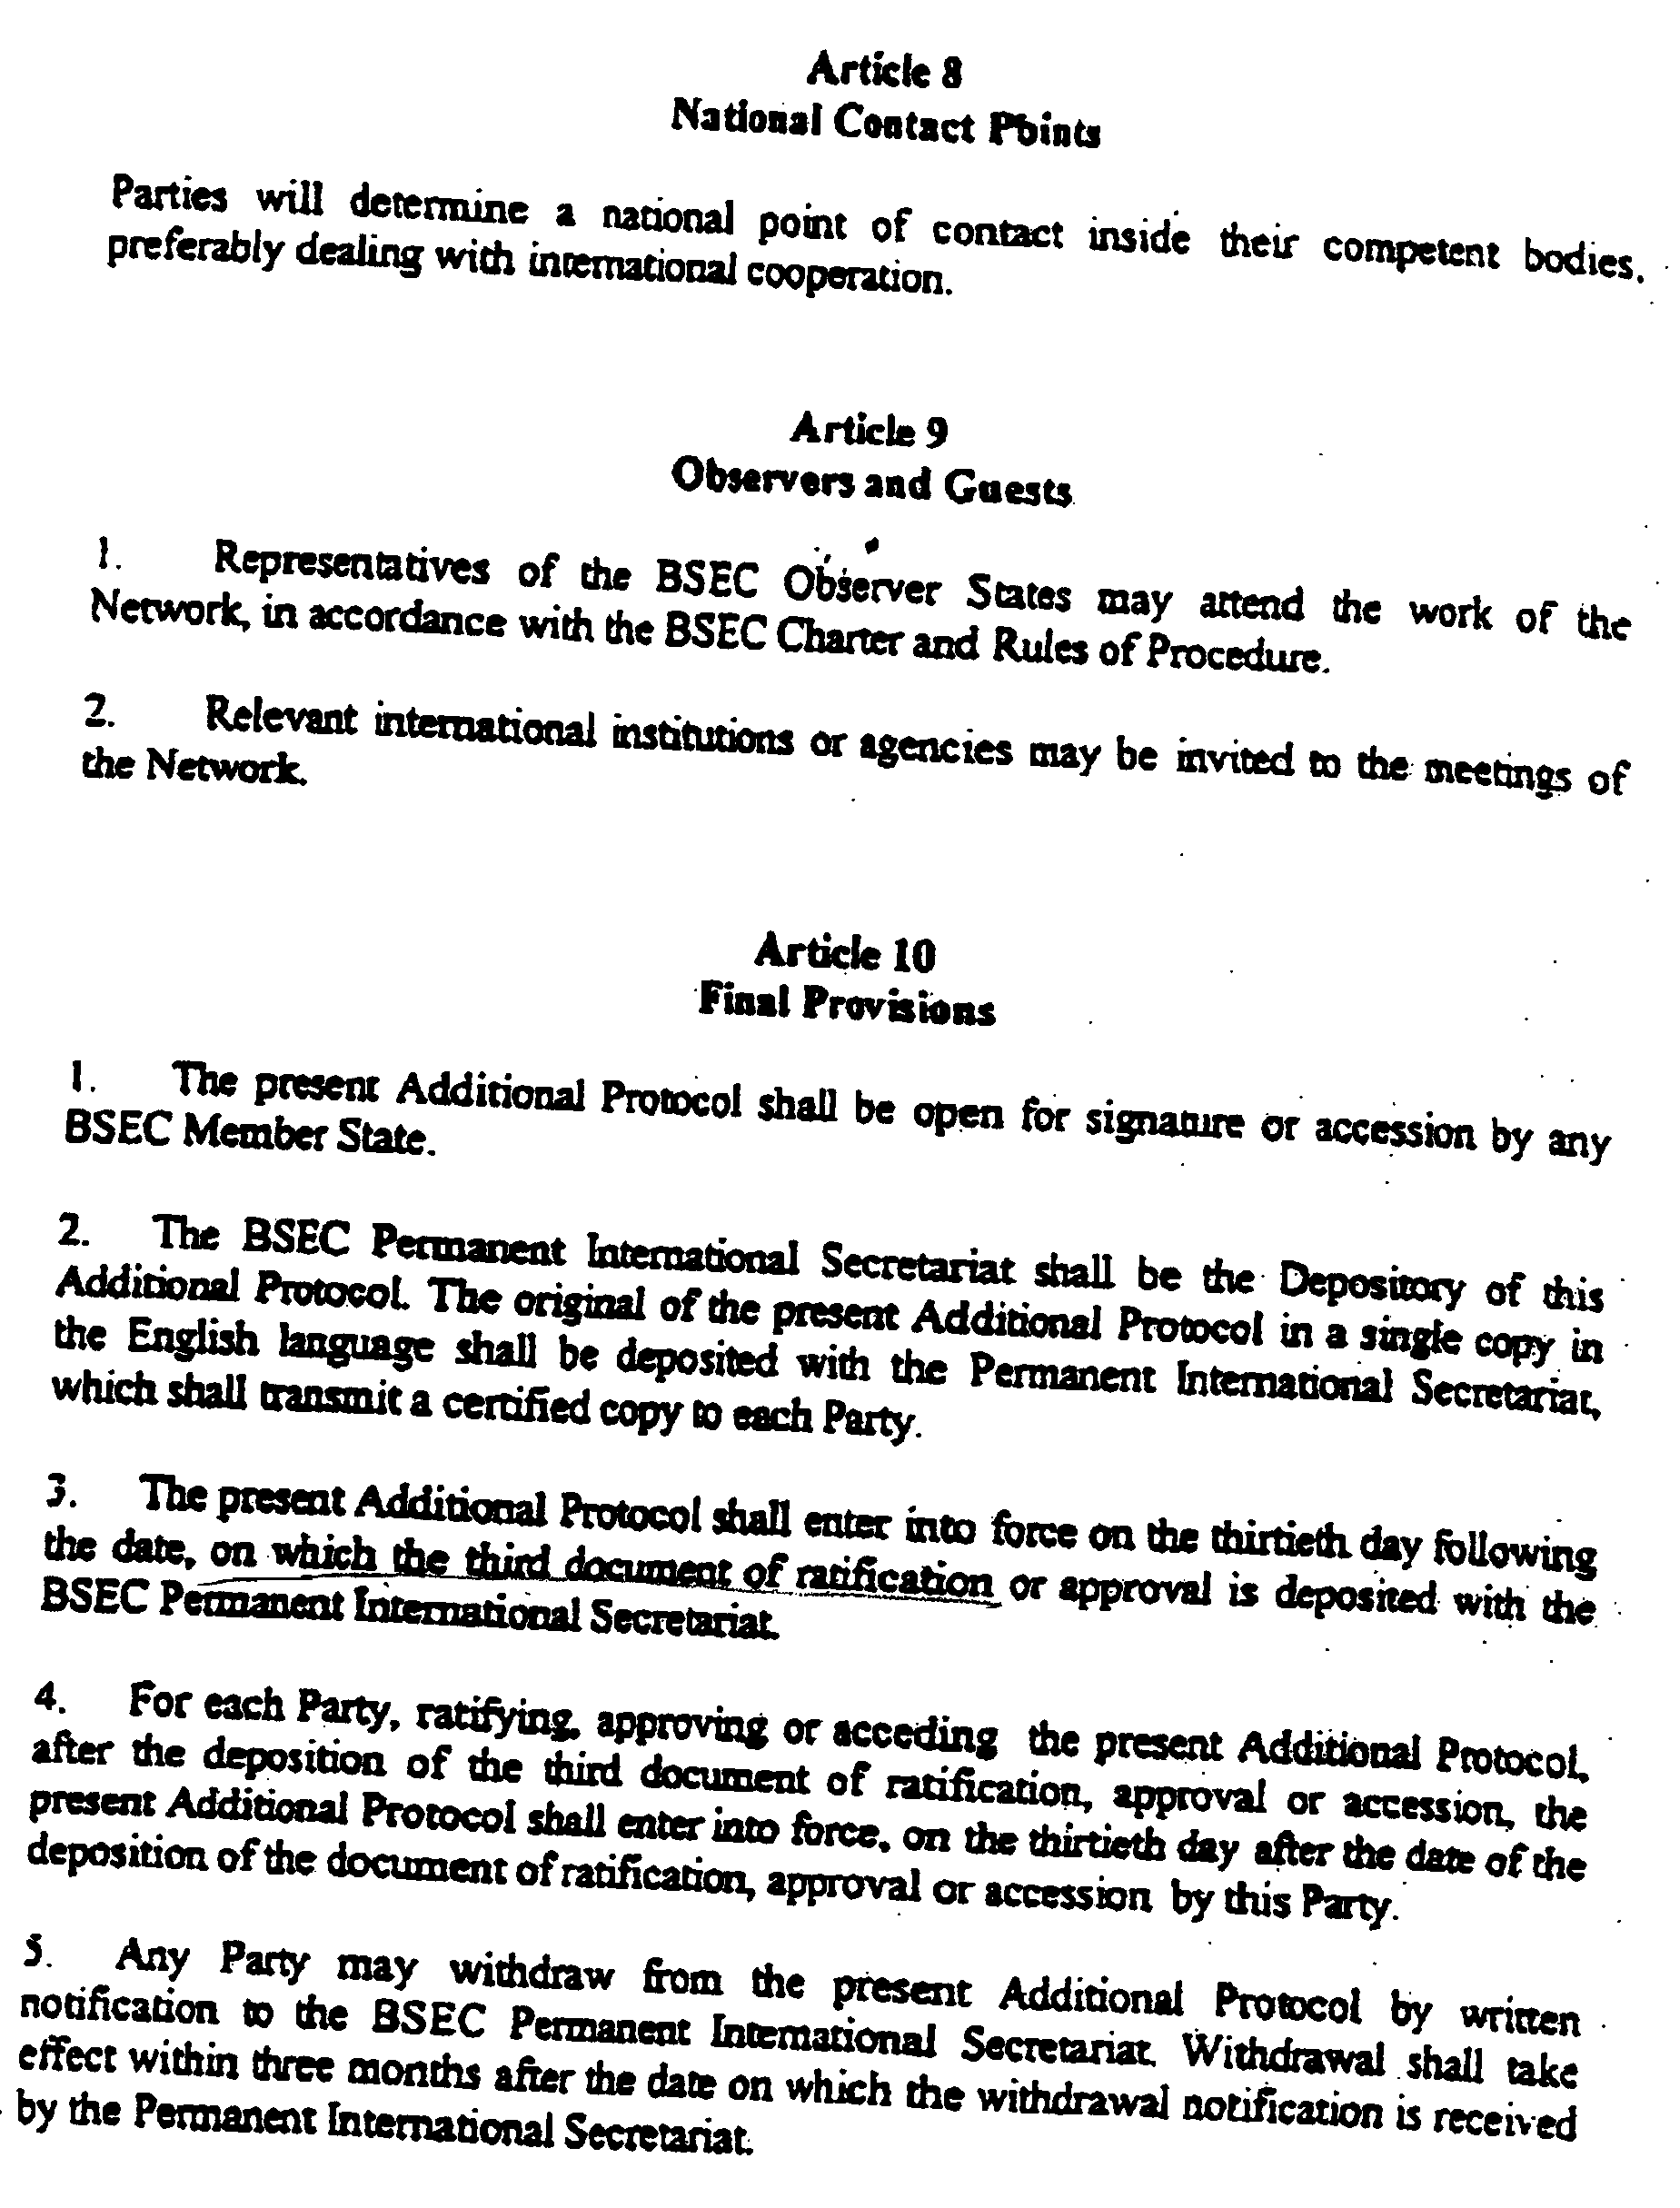 Article 8
National Contact Points
Parties will determine a national point of contact inside their competent bodies,
preferably dealing with international cooperation.
Article 9
Observers and Guests
1. Representatives of the BSEC Observer States may attend the work of the
Network, in accordance with the BSEC Charter and Rules of Procedure.
2. Relevant international institutions or agencies may be invited to the meetings of
the Network.
Article 10
Final Provisions
1. The present Additional Protocol shall be open for signature or accession by any
BSEC Member State.
2. The BSEC Permanent International Secretariat shall be the Depository of this
Additional Protocol. The original of the present Additional Protocol in a single copy in
the English language shall be deposited with the Permanent International Secretariat,
which shall transmit a certified copy to each Party.
3. The present Additional Protocol shall enter into force on the thirtieth day following
the date, on which the third document of ratification or approval is deposited with the
BSEC Permanent International Secretariat.
4. For each Party, ratifying, approving or acceding the present Additional Protocol,
after the deposition of the third document of ratification, approval or accession, the
present Additional Protocol shall enter into force, on the thirtieth day after the date of the
deposition of the document of ratification, approval or accession by this Party.
5. Any Party may withdraw from the present Additional Protocol by written
notification to the BSEC Permanent International Secretariat. Withdrawal shall take
effect within three months after the date on which the withdrawal notification is received
by the Permanent International Secretariat.